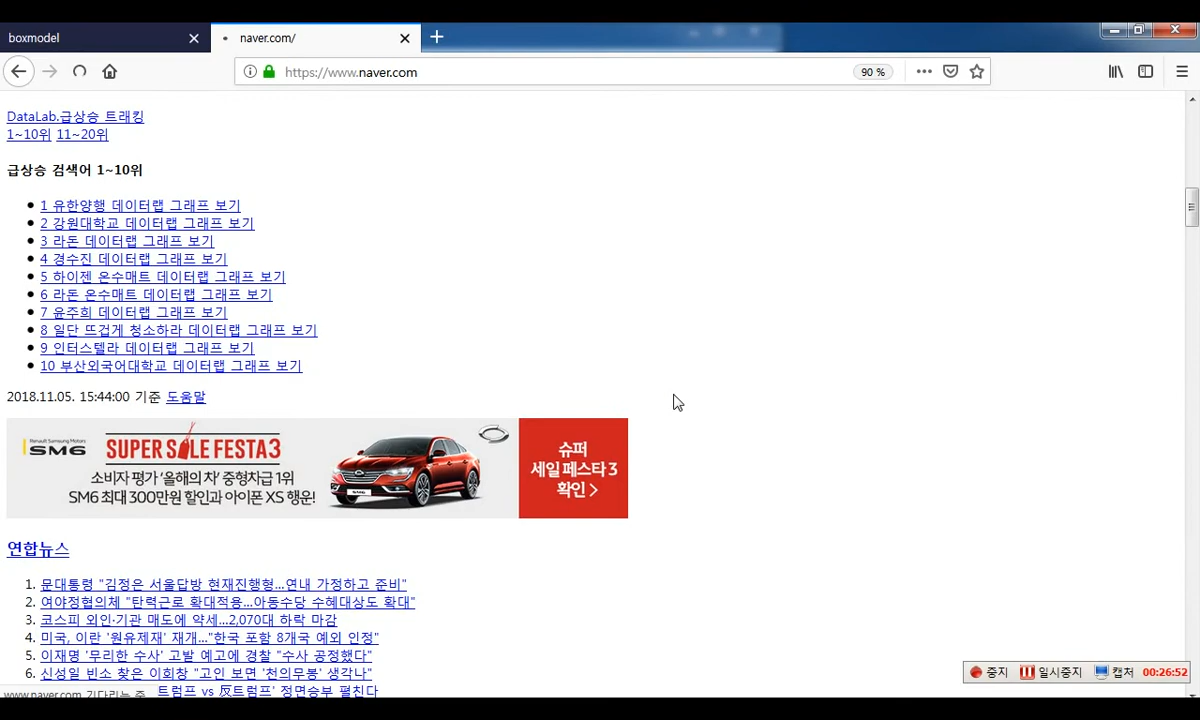 boxmodel
naver.com/
https://www.naver.com
90 %
DataLab.급상승 트래킹
1~10위 11~20위
급상승 검색어 1~10위
1 유한양행 데이터랩 그래프 보기
2 강원대학교 데이터랩 그래프 보기
3 라돈 데이터랩 그래프 보기
4 경수진 데이터랩 그래프 보기
5 하이젠 온수매트 데이터랩 그래프 보기
6 라돈 온수매트 데이터랩 그래프 보기
7 윤주희 데이터랩 그래프 보기
8 일단 뜨겁게 청소하라 데이터랩 그래프 보기
9 인터스텔라 데이터랩 그래프 보기
10 부산외국어대학교 데이터랩 그래프 보기
2018.11.05. 15:44:00 기준 도움말
Renault Samsung Motors
SM6
SUPER SALE FESTA3
소비자 평가 '올해의 차' 중형차급 1위
SM6 최대 300만원 할인과 아이폰 XS 행운!
슈퍼
세일 페스타 3
확인 >
연합뉴스
1. 문대통령 "김정은 서울답방 현재진행형…연내 가정하고 준비"
2. 여야정협의체 "탄력근로 확대적용…아동수당 수혜대상도 확대"
3. 코스피 외인·기관 매도에 약세…2,070대 하락 마감
4. 미국, 이란 '원유제재' 재개…"한국 포함 8개국 예외 인정"
5. 이재명 '무리한 수사' 고발 예고에 경찰 "수사 공정했다"
6. 신성일 빈소 찾은 이회창 "고인 보면 '천의무봉' 생각나"
트럼프 vs 反트럼프' 정면승부 펼친다
www.naver.com 기다리는 중
중지 일시중지 캡처 00:26:52